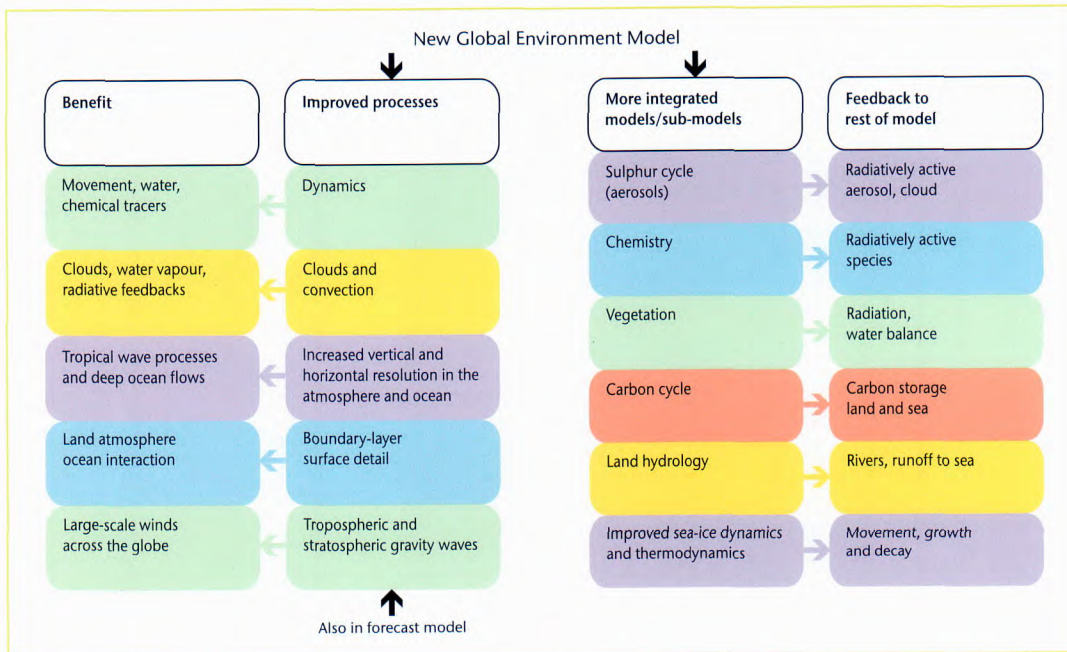 New Global Environment Model
Benefit
Improved processes
Movement, water,
chemical tracers
Dynamics
Clouds, water vapour,
radiative feedbacks
Clouds and
convection
Tropical wave processes
and deep ocean flows
Increased vertical and
horizontal resolution in the
atmosphere and ocean
Land atmosphere
ocean interaction
Boundary-layer
surface detail
Large-scale winds
across the globe
Tropospheric and
stratospheric gravity waves
Also in forecast model
More integrated
models/sub-models
Feedback to
rest of model
Sulphur cycle
(aerosols)
Radiatively active
aerosol, cloud
Chemistry
Radiatively active
species
Vegetation
Radiation,
water balance
Carbon cycle
Carbon storage
land and sea
Land hydrology
Rivers, runoff to sea
Improved sea-ice dynamics
and thermodynamics
Movement, growth
and decay